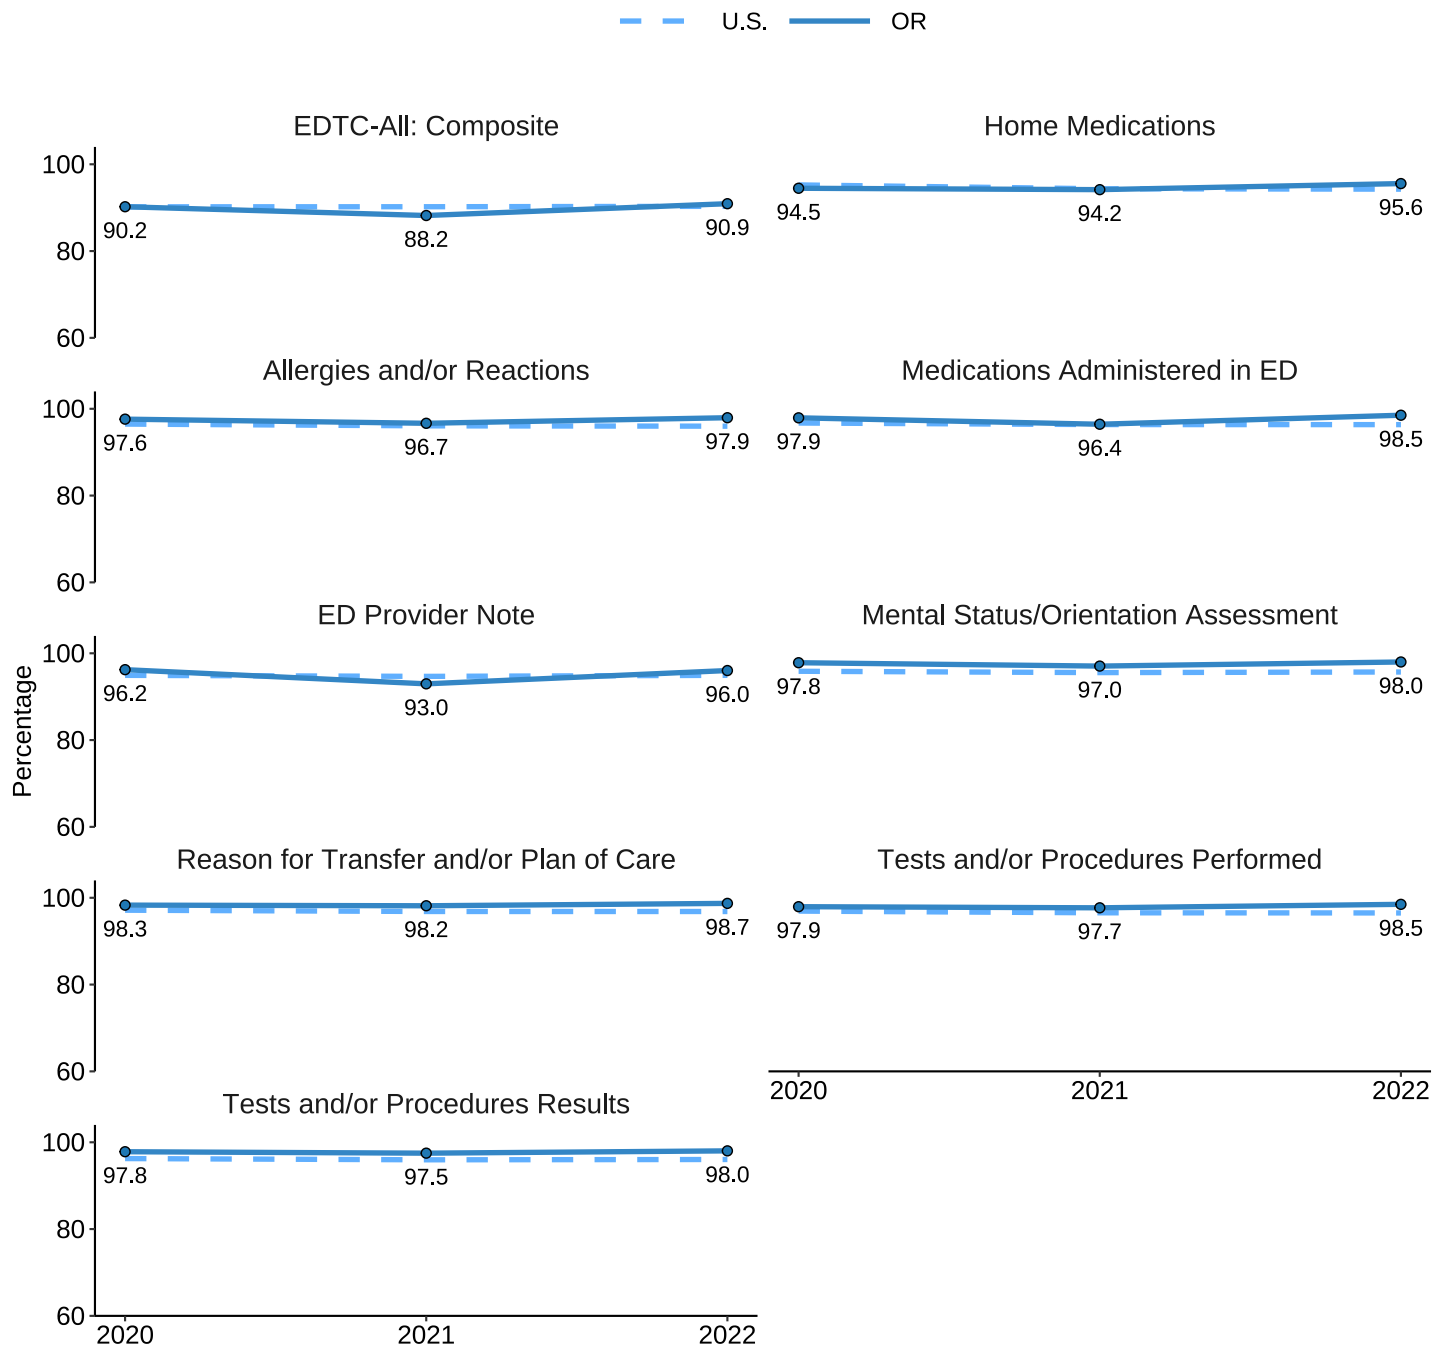 U.S. OR
EDTC-All: Composite
100
80
60
90.2 88.2 90.9
Home Medications
94.5 94.2 95.6
Allergies and/or Reactions
100
80
60
97.6 96.7 97.9
Medications Administered in ED
97.9 96.4 98.5
Percentage
ED Provider Note
100
80
60
96.2 93.0 96.0
Mental Status/Orientation Assessment
97.8 97.0 98.0
Reason for Transfer and/or Plan of Care
100
80
60
98.3 98.2 98.7
Tests and/or Procedures Performed
97.9 97.7 98.5
2020 2021 2022
Tests and/or Procedures Results
100
80
60
97.8 97.5 98.0
2020 2021 2022